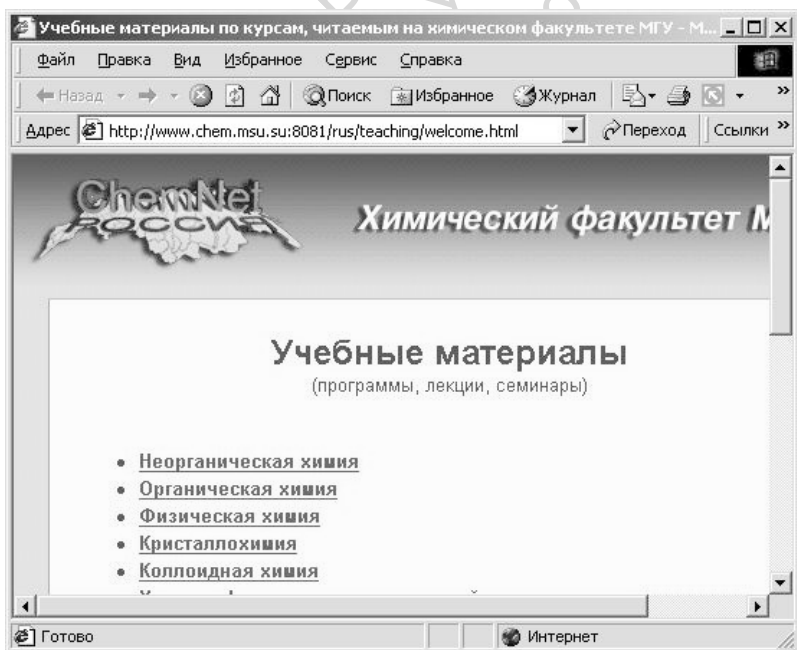 Учебные материалы по курсам, читаемым на химическом факультете МГУ - М...
Файл Правка Вид Избранное Сервис Справка
Назад Поиск Избранное Журнал »
Адрес http://www.chem.msu.su:8081/rus/teaching/welcome.html Переход Ссылки »
ChemNet
РОССИЯ
Химический факультет М
Учебные материалы
(программы, лекции, семинары)
• Неорганическая химия
• Органическая химия
• Физическая химия
• Кристаллохимия
• Коллоидная химия
Готово Интернет